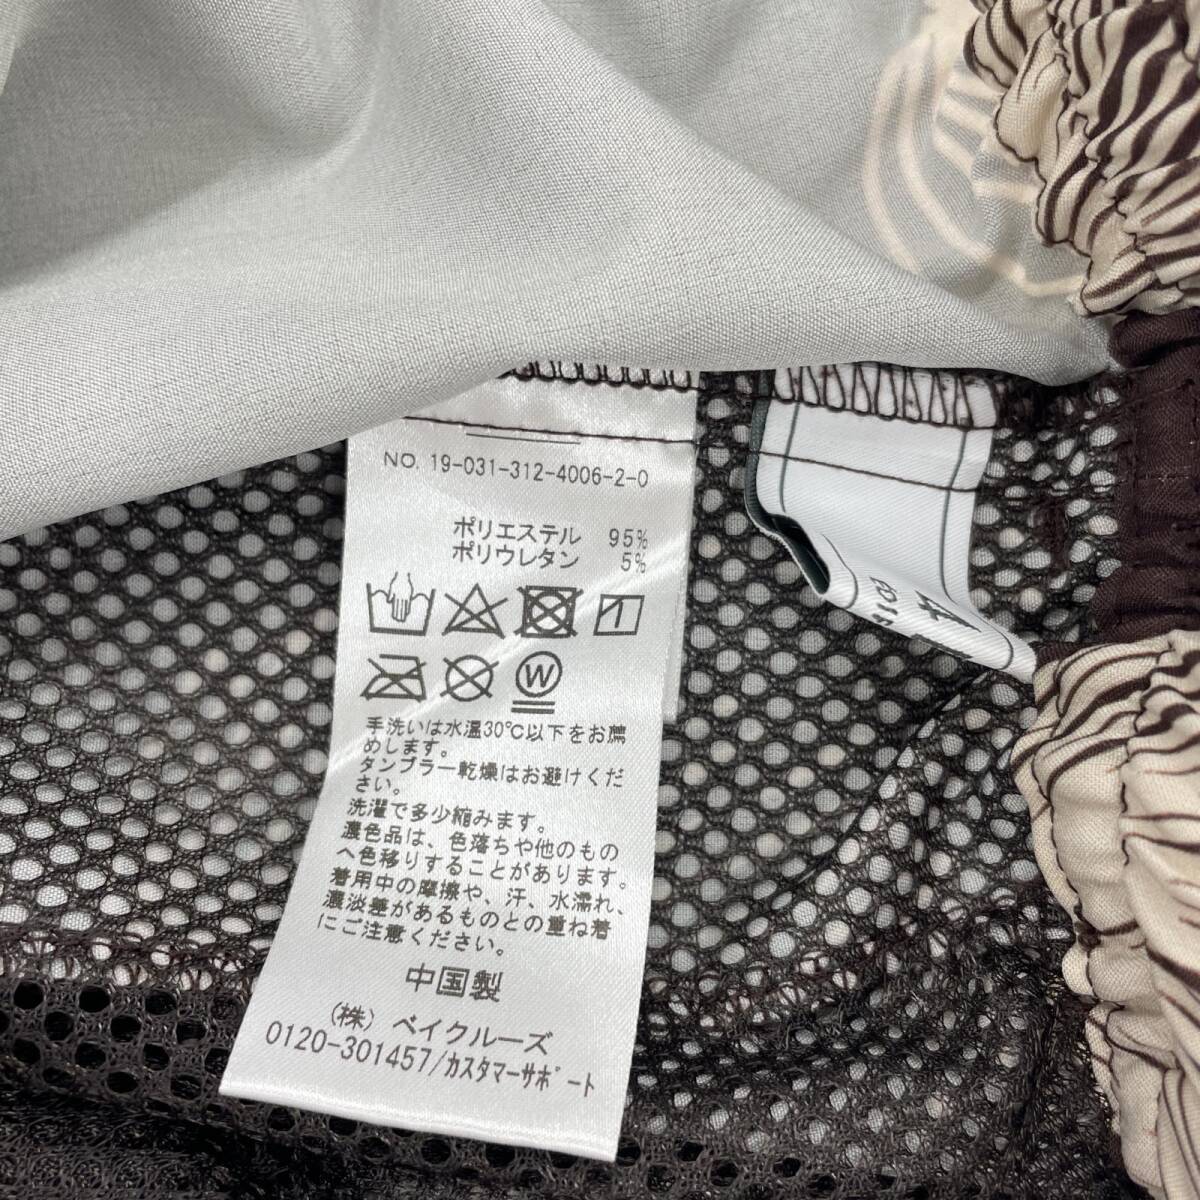 NO. 19-031-312-4006-2-0
ポリエステル 95%
ポリウレタン 5%
W
手洗いは水温30℃以下をお薦
めします。
タンブラー乾燥はお避けくだ
さい。
洗濯で多少縮みます。
濃色品は、色落ちや他のもの
へ色移りすることがあります。
着用中の摩擦や、汗、水濡れ、
濃淡差があるものとの重ね着
にご注意ください。
中国製
(株) ベイクルーズ
0120-301457/カスタマーサポート